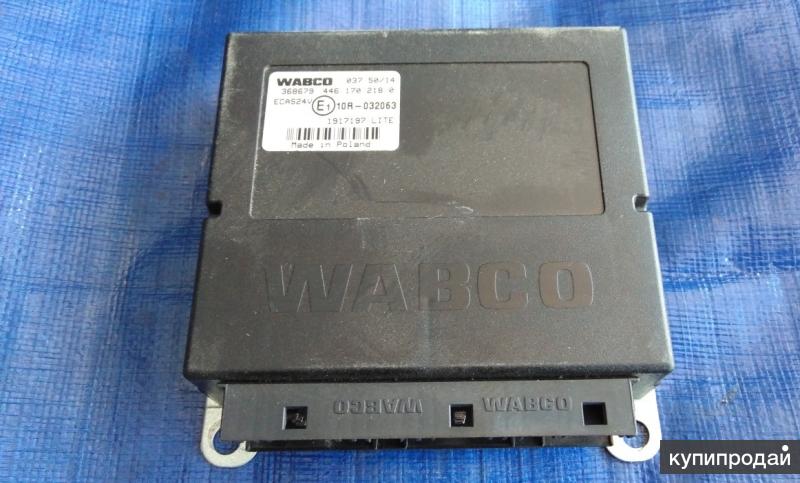 WABCO 037 50/14
368679 446 170 218 0
ECAS24V E1 10R-032063
1917197 LITE
Made in Poland
WABCO
WABCO WABCO
купипродай